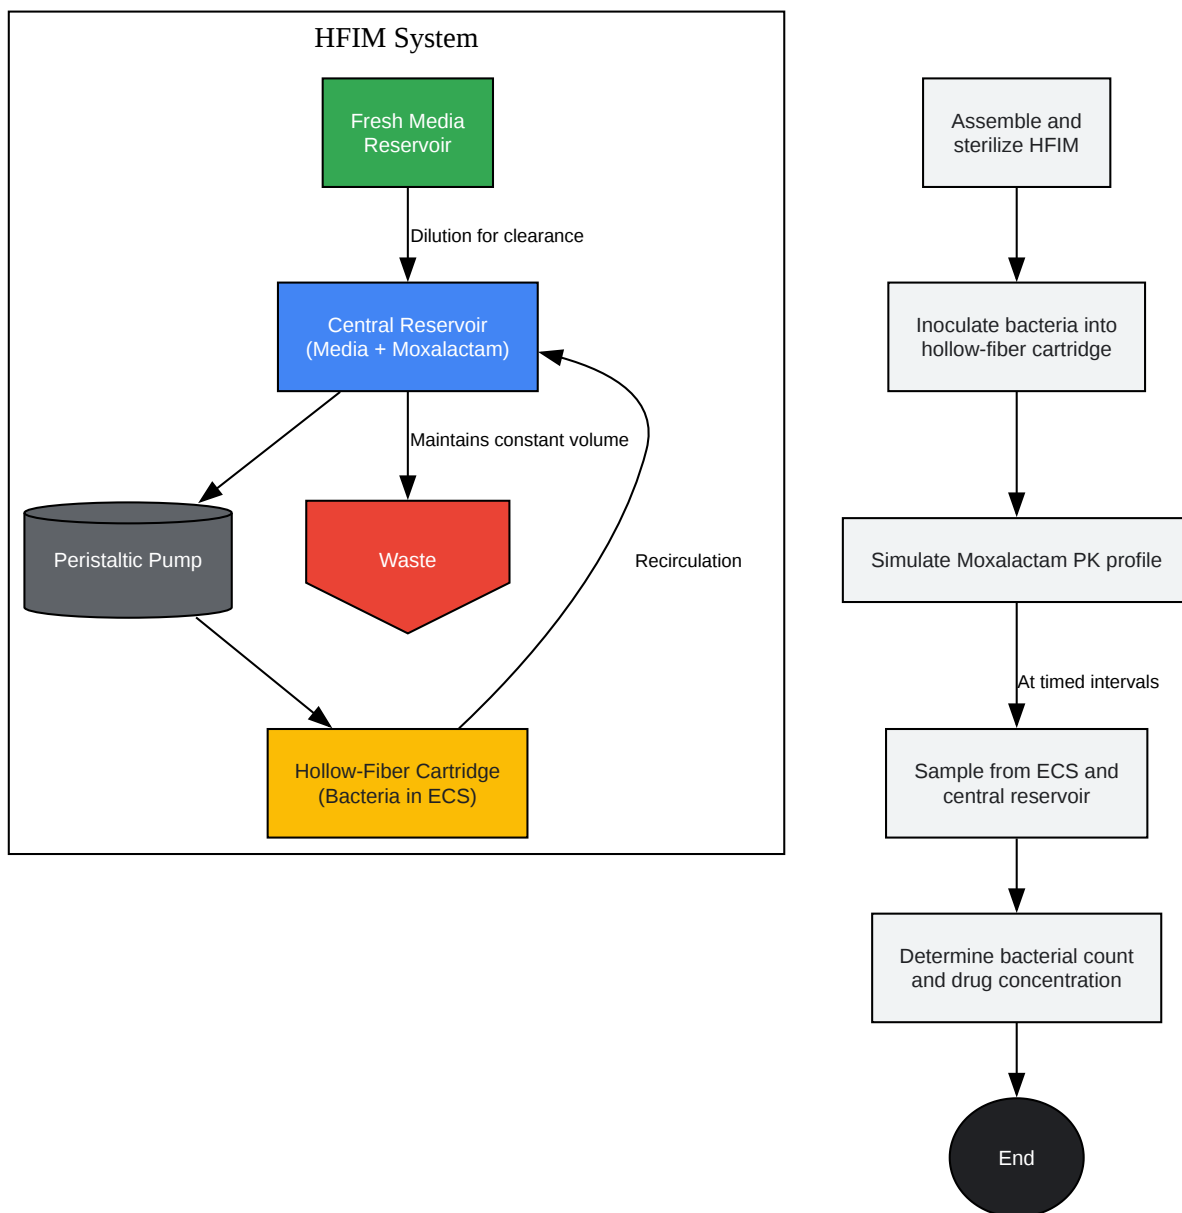 HFIM System
Fresh Media
Reservoir
Dilution for clearance
Central Reservoir
(Media + Moxalactam)
Maintains constant volume
Peristaltic Pump
Waste
Recirculation
Hollow-Fiber Cartridge
(Bacteria in ECS)
Assemble and
sterilize HFIM
Inoculate bacteria into
hollow-fiber cartridge
Simulate Moxalactam PK profile
At timed intervals
Sample from ECS and
central reservoir
Determine bacterial count
and drug concentration
End